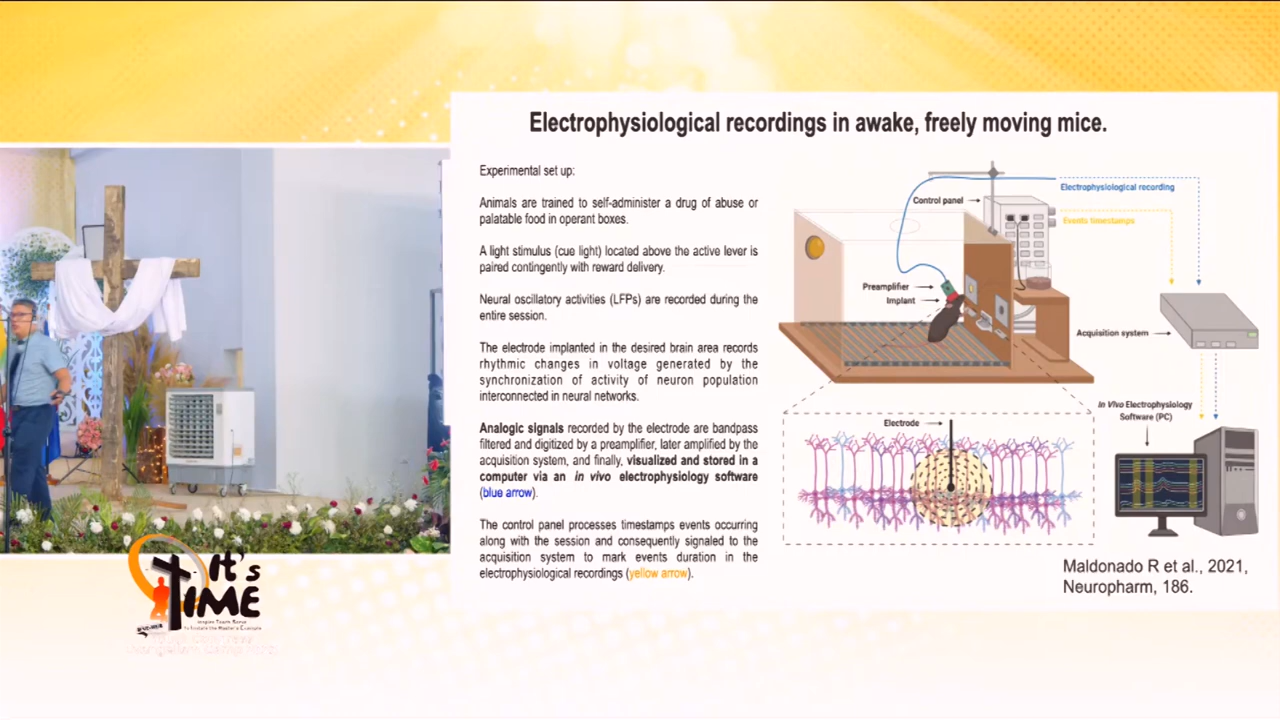 Electrophysiological recordings in awake, freely moving mice.
Experimental set up:
Animals are trained to self-administer a drug of abuse or
palatable food in operant boxes.
A light stimulus (cue light) located above the active lever is
paired contingently with reward delivery.
Neural oscillatory activities (LFPs) are recorded during the
entire session.
The electrode implanted in the desired brain area records
rhythmic changes in voltage generated by the
synchronization of activity of neuron population
interconnected in neural networks.
Analogic signals recorded by the electrode are bandpass
filtered and digitized by a preamplifier, later amplified by the
acquisition system, and finally, visualized and stored in a
computer via an in vivo electrophysiology software
(blue arrow).
The control panel processes timestamps events occurring
along with the session and consequently signaled to the
acquisition system to mark events duration in the
electrophysiological recordings (yellow arrow).
Control panel
Electrophysiological recording
Events timestamps
Preamplifier
Implant
Acquisition system
In Vivo Electrophysiology
Software (PC)
Electrode
Maldonado R et al., 2021,
Neuropharm, 186.
It's
TIME
Inspire Teach Serve
to Imitate the Master's Example